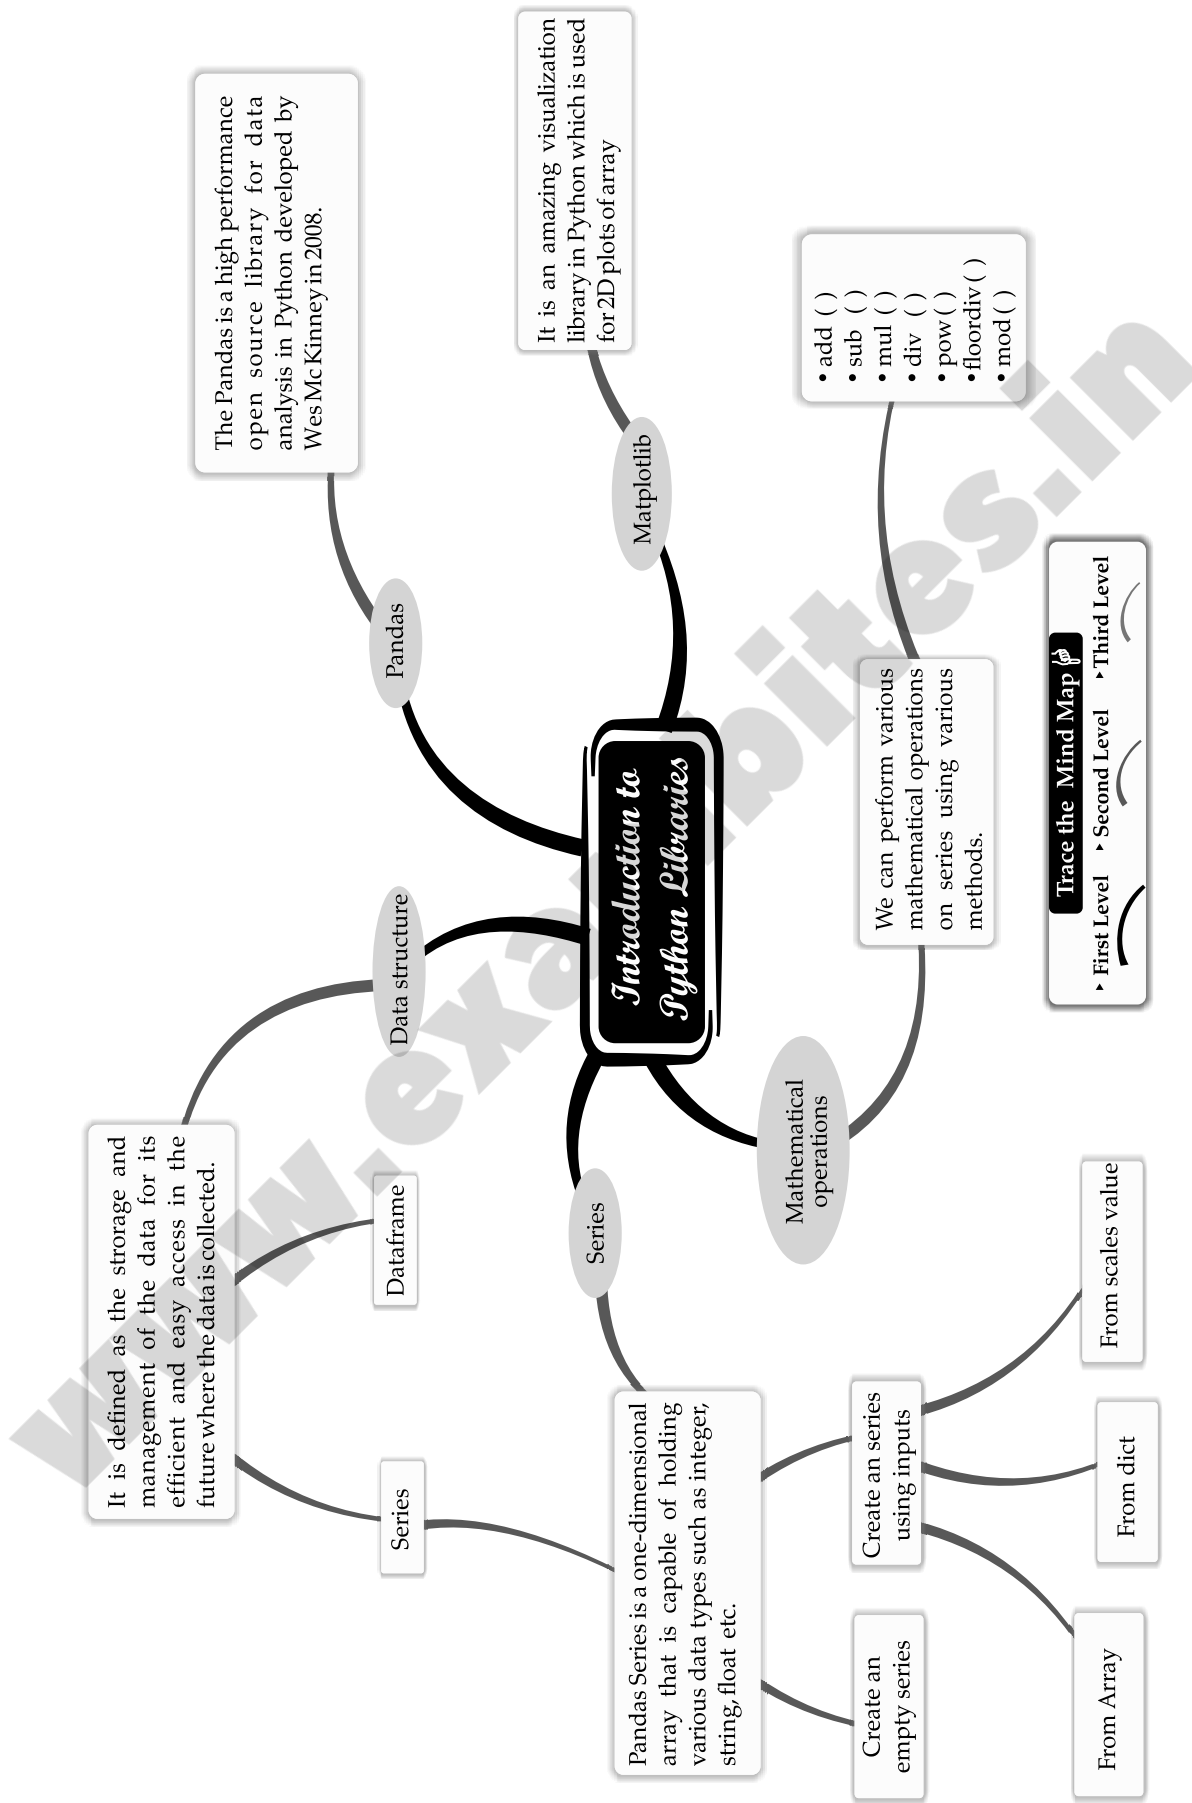 Introduction to
Python Libraries
Pandas
The Pandas is a high performance
open source library for data
analysis in Python developed by
Wes Mc Kinney in 2008.
Matplotlib
It is an amazing visualization
library in Python which is used
for 2D plots of array
Data structure
It is defined as the strorage and
management of the data for its
efficient and easy access in the
future where the data is collected.
Series
Dataframe
Series
Pandas Series is a one-dimensional
array that is capable of holding
various data types such as integer,
string, float etc.
Create an
empty series
Create an series
using inputs
From Array
From dict
From scales value
Mathematical
operations
We can perform various
mathematical operations
on series using various
methods.
• add ( )
• sub ( )
• mul ( )
• div ( )
• pow ( )
• floordiv ( )
• mod ( )
Trace the Mind Map
▸ First Level ▸ Second Level ▸ Third Level